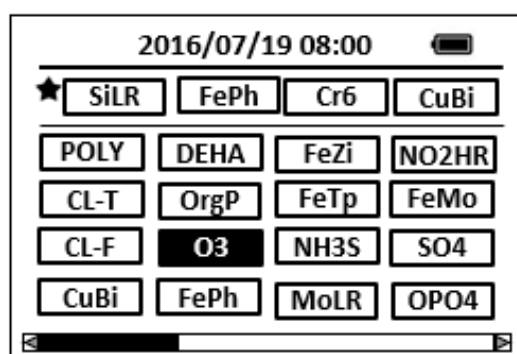 2016/07/19 08:00
SiLR FePh Cr6 CuBi
POLY DEHA FeZi NO2HR
CL-T OrgP FeTp FeMo
CL-F O3 NH3S SO4
CuBi FePh MoLR OPO4